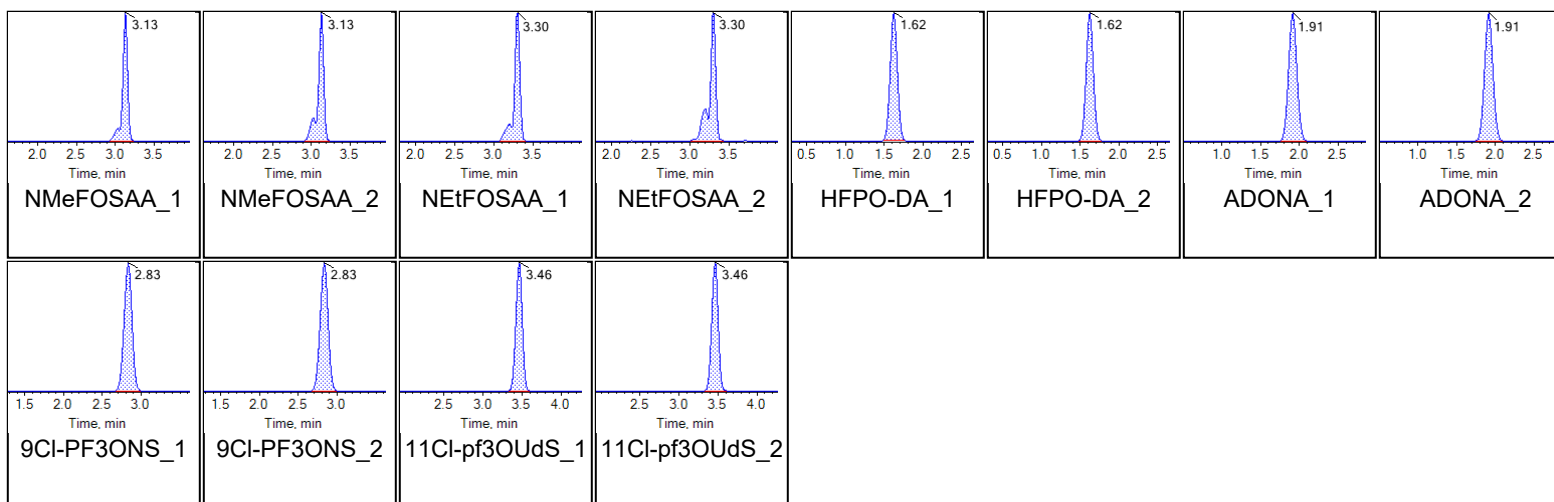 3.13 3.13 3.30 3.30 1.62 1.62 1.91 1.91
2.0 2.5 3.0 3.5 2.0 2.5 3.0 3.5 2.0 2.5 3.0 3.5 2.0 2.5 3.0 3.5 0.5 1.0 1.5 2.0 2.5 0.5 1.0 1.5 2.0 2.5 1.0 1.5 2.0 2.5 1.0 1.5 2.0 2.5
Time, min Time, min Time, min Time, min Time, min Time, min Time, min Time, min
NMeFOSAA_1 NMeFOSAA_2 NEtFOSAA_1 NEtFOSAA_2 HFPO-DA_1 HFPO-DA_2 ADONA_1 ADONA_2
2.83 2.83 3.46 3.46
1.5 2.0 2.5 3.0 1.5 2.0 2.5 3.0 2.5 3.0 3.5 4.0 2.5 3.0 3.5 4.0
Time, min Time, min Time, min Time, min
9Cl-PF3ONS_1 9Cl-PF3ONS_2 11Cl-pf3OUdS_1 11Cl-pf3OUdS_2